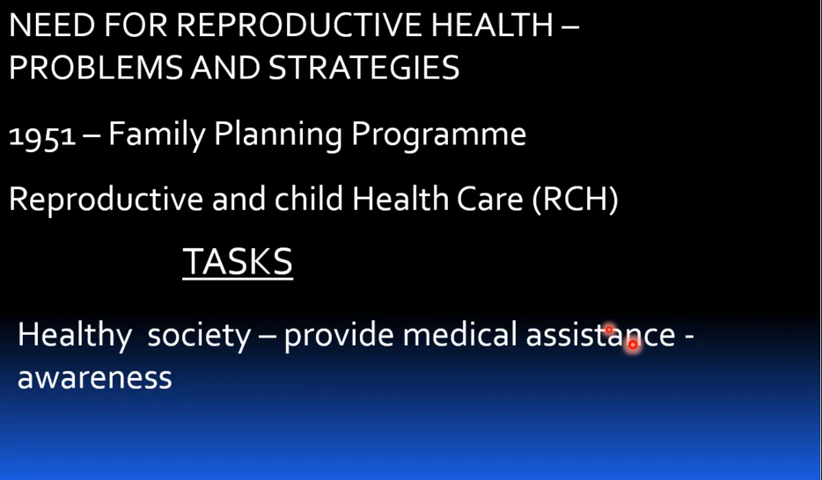 NEED FOR REPRODUCTIVE HEALTH –
PROBLEMS AND STRATEGIES
1951 – Family Planning Programme
Reproductive and child Health Care (RCH)
TASKS
Healthy society – provide medical assistance -
awareness